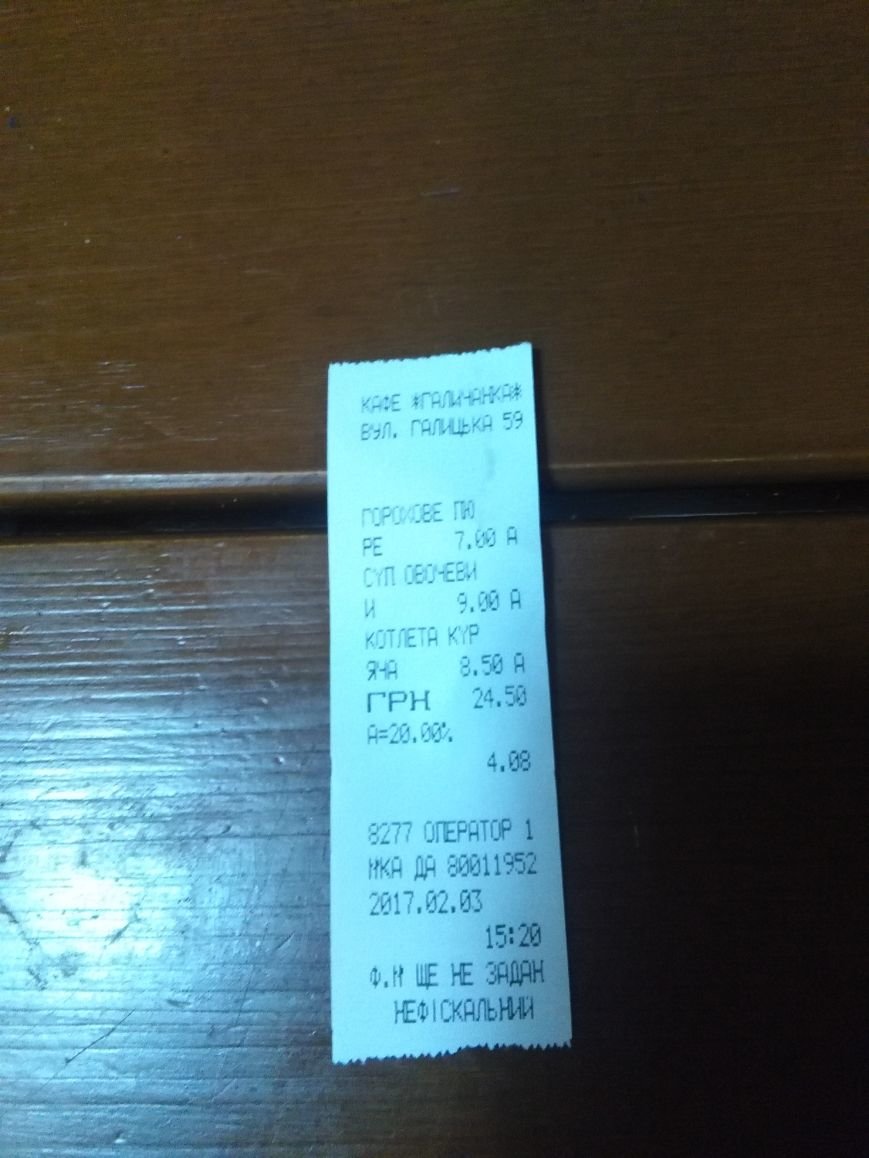 КАФЕ *ГАЛИЧАНКА*
ВУЛ. ГАЛИЦЬКА 59
ГОРОХОВЕ ПЮ
РЕ 7.00 А
СУП ОВОЧЕВИ
Й 9.00 А
КОТЛЕТА КУР
ЯЧА 8.50 А
ГРН 24.50
А=20.00%
4.08
8277 ОПЕРАТОР 1
№КА ДА 80011952
2017.02.03
15:20
Ф.№ ЩЕ НЕ ЗАДАН
НЕФІСКАЛЬНИЙ